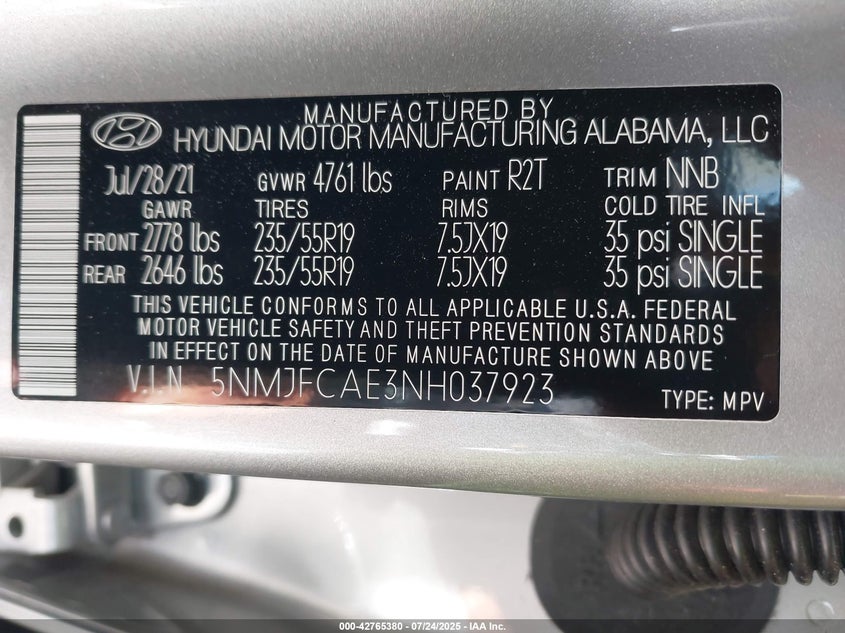 MANUFACTURED BY
HYUNDAI MOTOR MANUFACTURING ALABAMA, LLC
Jul/28/21 GVWR 4761 lbs PAINT R2T TRIM NNB
GAWR TIRES RIMS COLD TIRE INFL
FRONT 2778 lbs 235/55R19 7.5JX19 35 psi SINGLE
REAR 2646 lbs 235/55R19 7.5JX19 35 psi SINGLE
THIS VEHICLE CONFORMS TO ALL APPLICABLE U.S.A. FEDERAL
MOTOR VEHICLE SAFETY AND THEFT PREVENTION STANDARDS
IN EFFECT ON THE DATE OF MANUFACTURE SHOWN ABOVE
V.I.N 5NMJFCAE3NH037923
TYPE: MPV
000-42765380 | 07/24/2025 - IAA Inc.